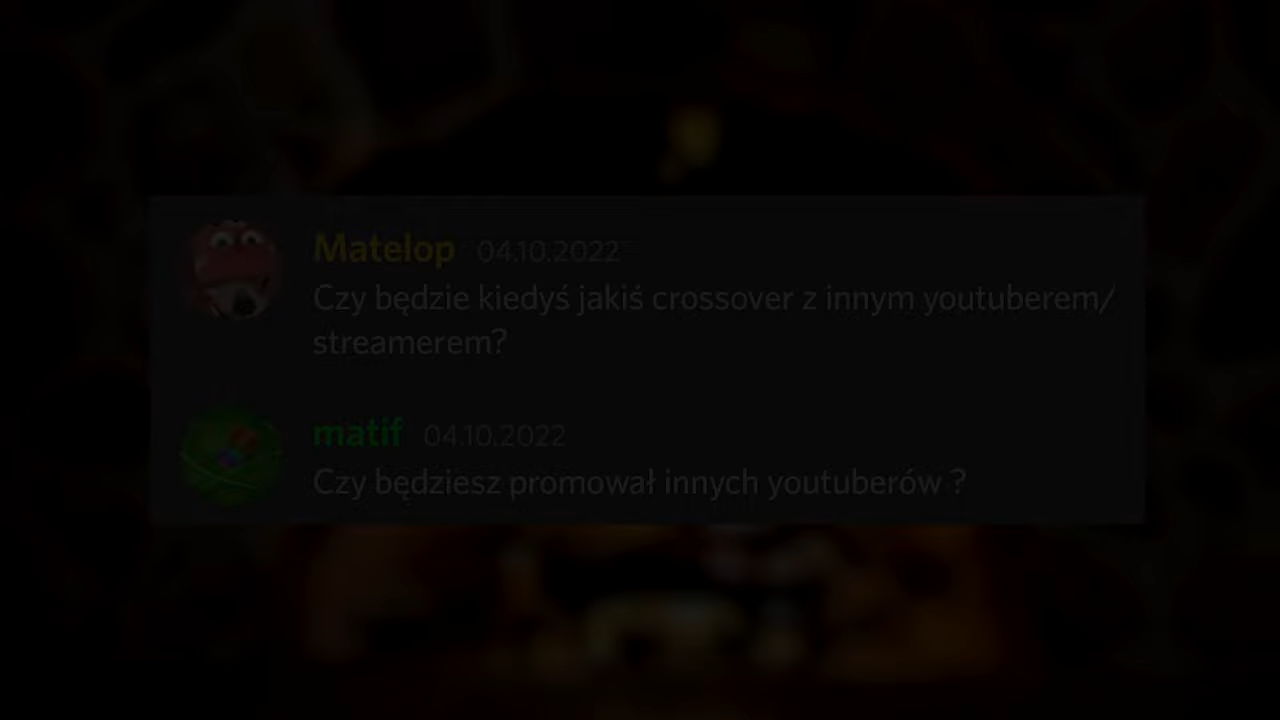 Matelop 04.10.2022
Czy będzie kiedyś jakiś crossover z innym youtuberem/
streamerem?
matif 04.10.2022
Czy będziesz promował innych youtuberów ?